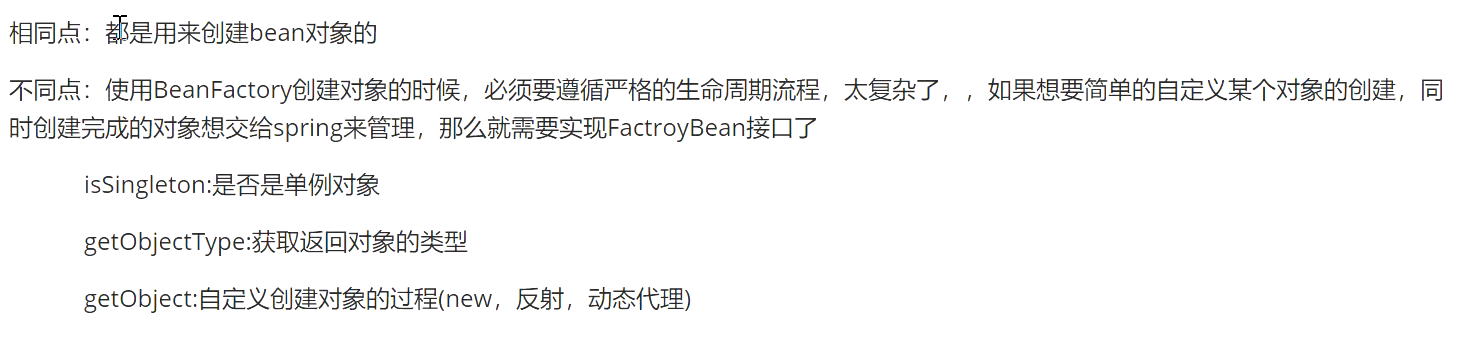 相同点：都是用来创建bean对象的
不同点：使用BeanFactory创建对象的时候，必须要遵循严格的生命周期流程，太复杂了，，如果想要简单的自定义某个对象的创建，同
时创建完成的对象想交给spring来管理，那么就需要实现FactroyBean接口了
isSingleton:是否是单例对象
getObjectType:获取返回对象的类型
getObject:自定义创建对象的过程(new，反射，动态代理)